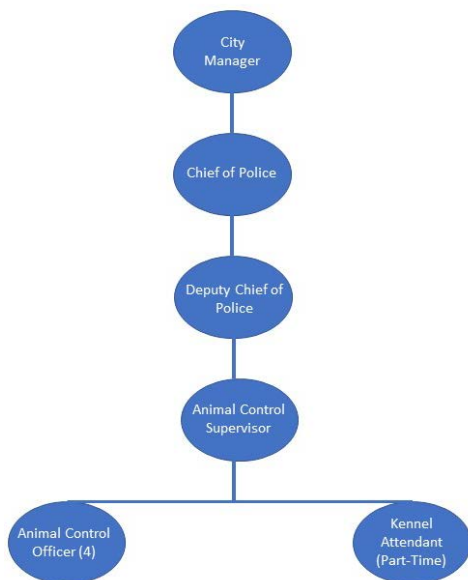 City
Manager
Chief of Police
Deputy Chief of
Police
Animal Control
Supervisor
Animal Control
Officer (4)
Kennel
Attendant
(Part-Time)